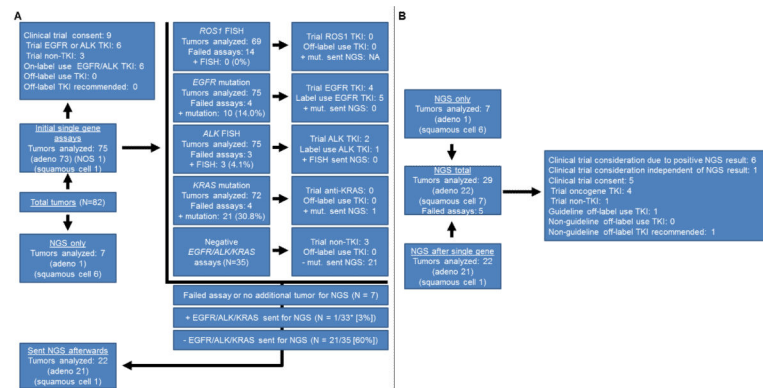 A
Clinical trial consent: 9
Trial EGFR or ALK TKI: 6
Trial non-TKI: 3
On-label use EGFR/ALK TKI: 6
Off-label use TKI: 0
Off-label TKI recommended: 0
Initial single gene
assays
Tumors analyzed: 75
(adeno 73) (NOS 1)
(squamous cell 1)
Total tumors (N=82)
NGS only
Tumors analyzed: 7
(adeno 1)
(squamous cell 6)
Sent NGS afterwards
Tumors analyzed: 22
(adeno 21)
(squamous cell 1)
ROS1 FISH
Tumors analyzed: 69
Failed assays: 14
+ FISH: 0 (0%)
Trial ROS1 TKI: 0
Off-label use TKI: 0
+ mut. sent NGS: NA
EGFR mutation
Tumors analyzed: 75
Failed assays: 4
+ mutation: 10 (14.0%)
Trial EGFR TKI: 4
Label use EGFR TKI: 5
+ mut. sent NGS: 0
ALK FISH
Tumors analyzed: 75
Failed assays: 3
+ FISH: 3 (4.1%)
Trial ALK TKI: 2
Label use ALK TKI: 1
+ FISH sent NGS: 0
KRAS mutation
Tumors analyzed: 72
Failed assays: 4
+ mutation: 21 (30.8%)
Trial anti-KRAS: 0
Off-label use TKI: 0
+ mut. sent NGS: 1
Negative
EGFR/ALK/KRAS
assays (N=35)
Trial non-TKI: 3
Off-label use TKI: 0
- mut. sent NGS: 21
Failed assay or no additional tumor for NGS (N = 7)
+ EGFR/ALK/KRAS sent for NGS (N = 1/33* [3%])
- EGFR/ALK/KRAS sent for NGS (N = 21/35 [60%])
B
NGS only
Tumors analyzed: 7
(adeno 1)
(squamous cell 6)
NGS total
Tumors analyzed: 29
(adeno 22)
(squamous cell 7)
Failed assays: 5
NGS after single gene
Tumors analyzed: 22
(adeno 21)
(squamous cell 1)
Clinical trial consideration due to positive NGS result: 6
Clinical trial consideration independent of NGS result: 1
Clinical trial consent: 5
Trial oncogene TKI: 4
Trial non-TKI: 1
Guideline off-label use TKI: 1
Non-guideline off-label use TKI: 0
Non-guideline off-label TKI recommended: 1